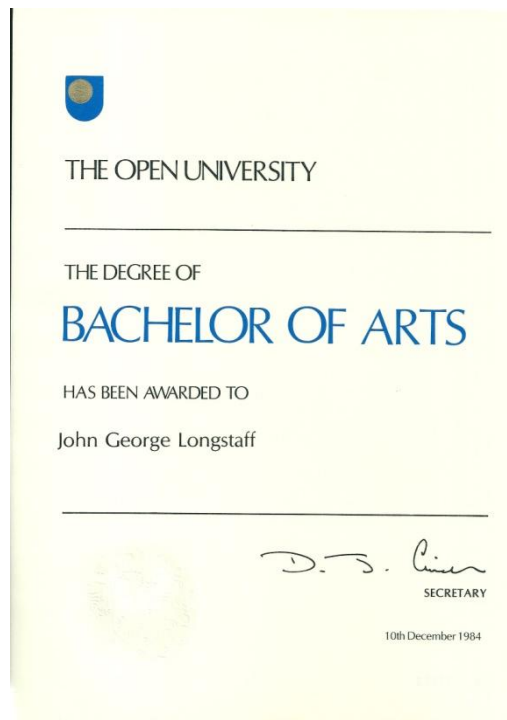 THE OPEN UNIVERSITY
THE DEGREE OF
BACHELOR OF ARTS
HAS BEEN AWARDED TO
John George Longstaff
D. J.
SECRETARY
10th December 1984